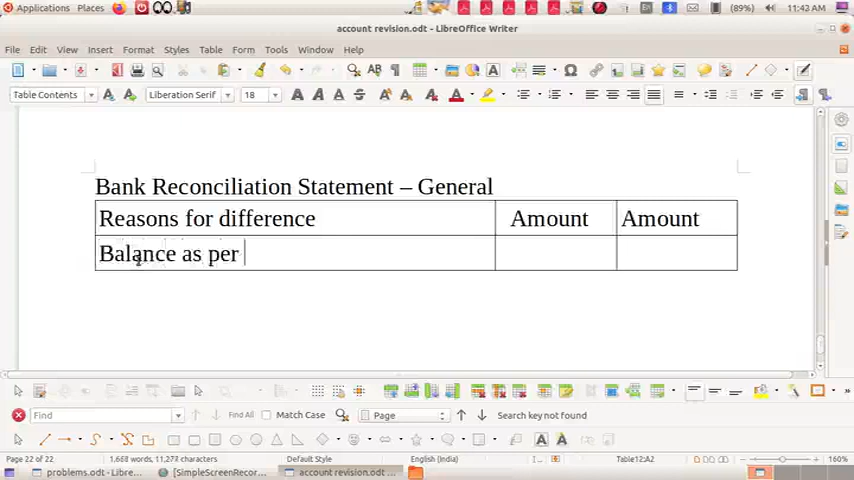 Applications Places (89%) 11:43 AM
account revision.odt - LibreOffice Writer
File Edit View Insert Format Styles Table Form Tools Window Help
Table Contents Liberation Serif 18
Bank Reconciliation Statement – General
Reasons for difference Amount Amount
Balance as per
Find Find All Match Case Page Search key not found
Page 22 of 22 1,668 words, 11,277 characters Default Style English (India) Table12:A2 160%
problems.odt - Libre... [SimpleScreenRecor... account revision.odt ...